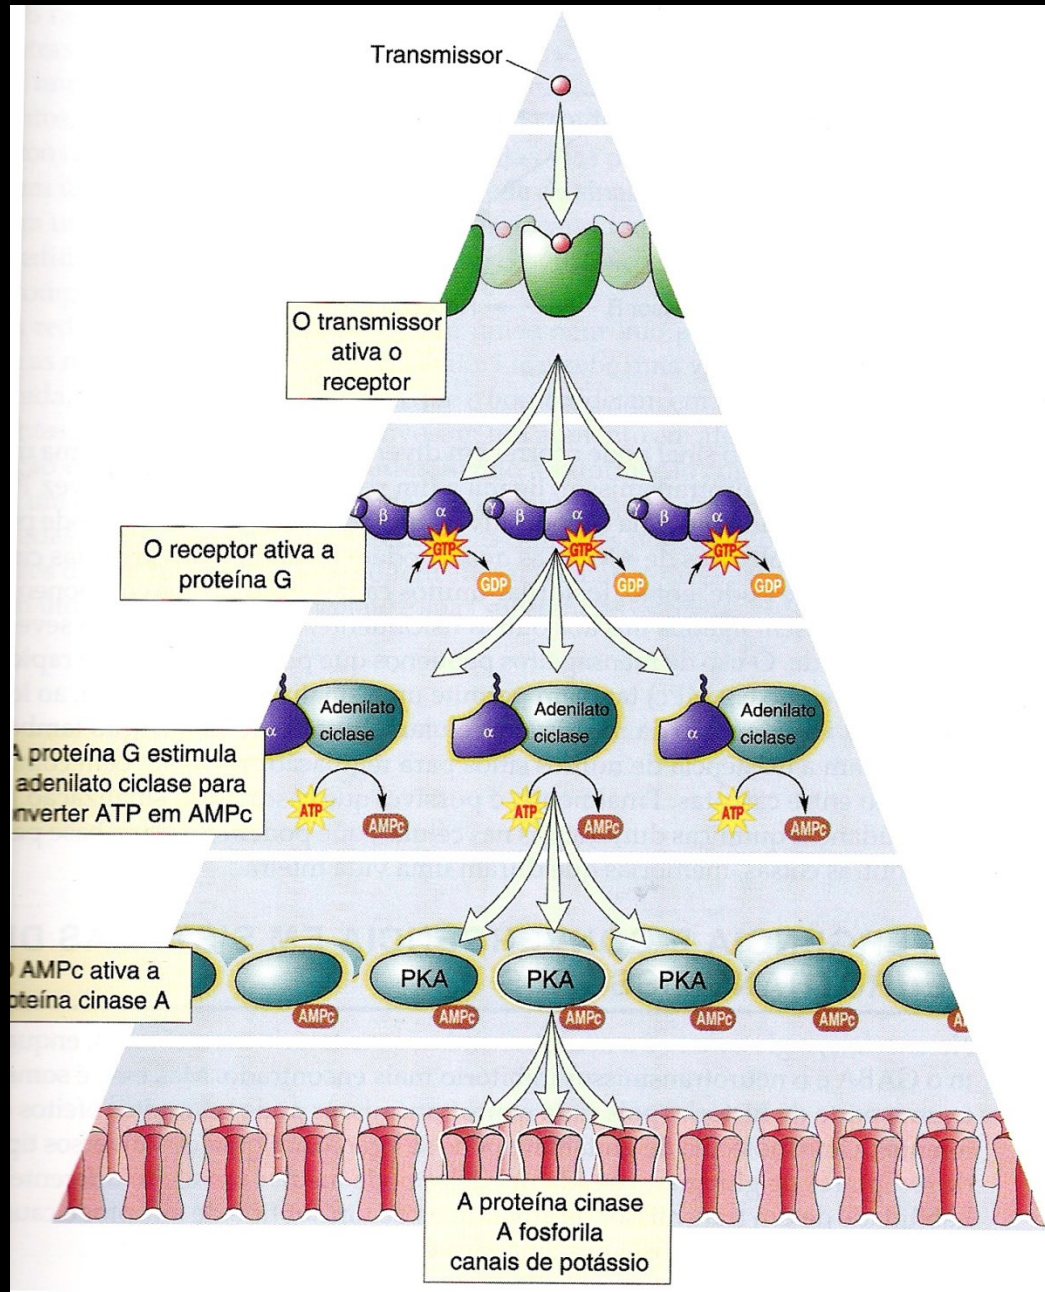 Transmissor
O transmissor
ativa o
receptor
γ β α γ β α α
GTP GTP GTP
GDP GDP GDP
O receptor ativa a
proteína G
Adenilato
ciclase
Adenilato
ciclase
Adenilato
ciclase
α α α
A proteína G estimula
adenilato ciclase para
converter ATP em AMPc
ATP AMPc ATP AMPc ATP AMPc
AMPc ativa a
proteína cinase A
PKA PKA PKA
AMPc AMPc AMPc AMPc AMPc
A proteína cinase
A fosforila
canais de potássio